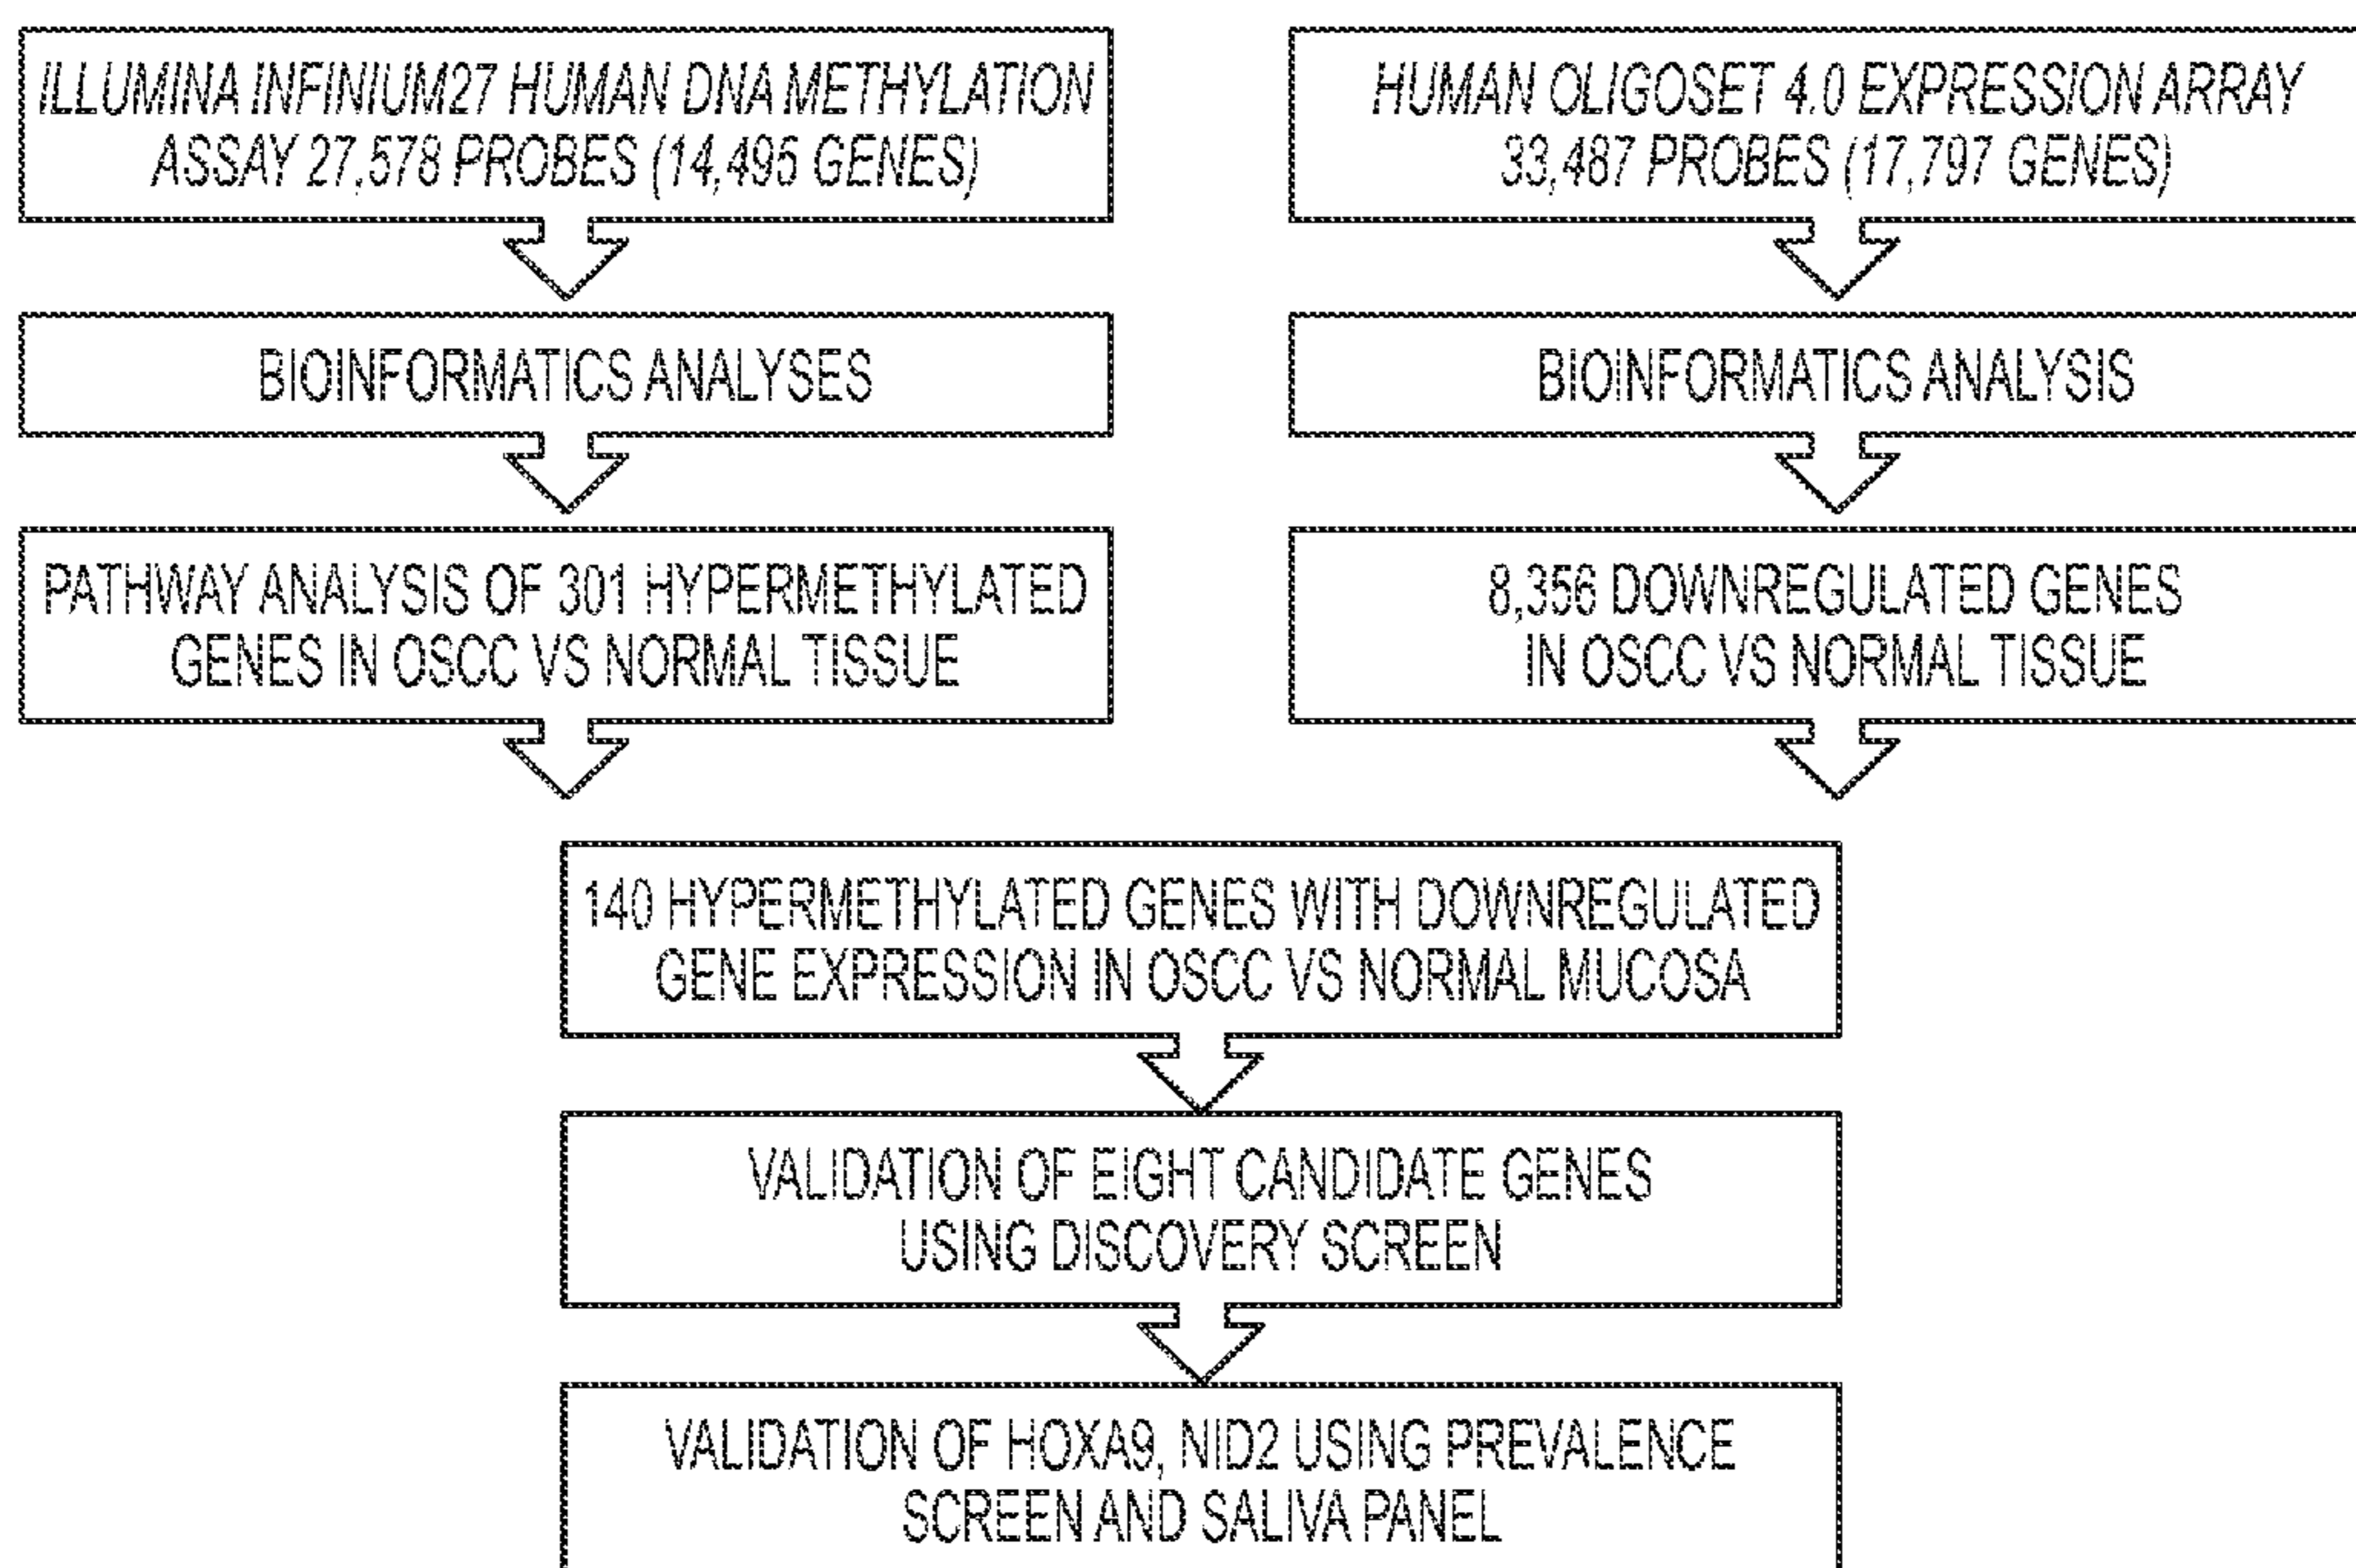 ILLUMINA INFINIUM27 HUMAN DNA METHYLATION
ASSAY 27,578 PROBES (14,495 GENES)
HUMAN OLIGOSET 4.0 EXPRESSION ARRAY
33,487 PROBES (17,797 GENES)
BIOINFORMATICS ANALYSES
BIOINFORMATICS ANALYSIS
PATHWAY ANALYSIS OF 301 HYPERMETHYLATED
GENES IN OSCC VS NORMAL TISSUE
8,356 DOWNREGULATED GENES
IN OSCC VS NORMAL TISSUE
140 HYPERMETHYLATED GENES WITH DOWNREGULATED
GENE EXPRESSION IN OSCC VS NORMAL MUCOSA
VALIDATION OF EIGHT CANDIDATE GENES
USING DISCOVERY SCREEN
VALIDATION OF HOXA9, NID2 USING PREVALENCE
SCREEN AND SALIVA PANEL